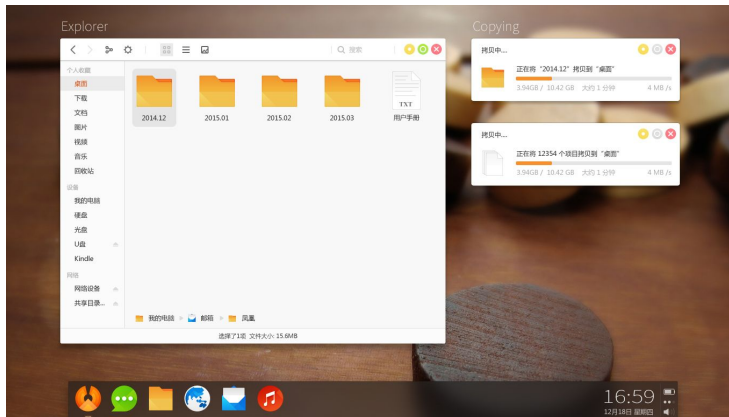 Explorer
搜索
个人收藏
桌面
下载
文档
图片
视频
音乐
回收站
设备
我的电脑
硬盘
光盘
U盘
Kindle
网络
网络设备
共享目录...
2014.12
2015.01
2015.02
2015.03
TXT
用户手册
我的电脑
邮箱
凤凰
选择了1项 文件大小: 15.6MB
Copying
拷贝中...
正在将 "2014.12" 拷贝到 "桌面"
3.94GB / 10.42 GB 大约 1 分钟 4 MB /s
拷贝中...
正在将 12354 个项目拷贝到 "桌面"
3.94GB / 10.42 GB 大约 1 分钟 4 MB /s
16:59
12月18日 星期四